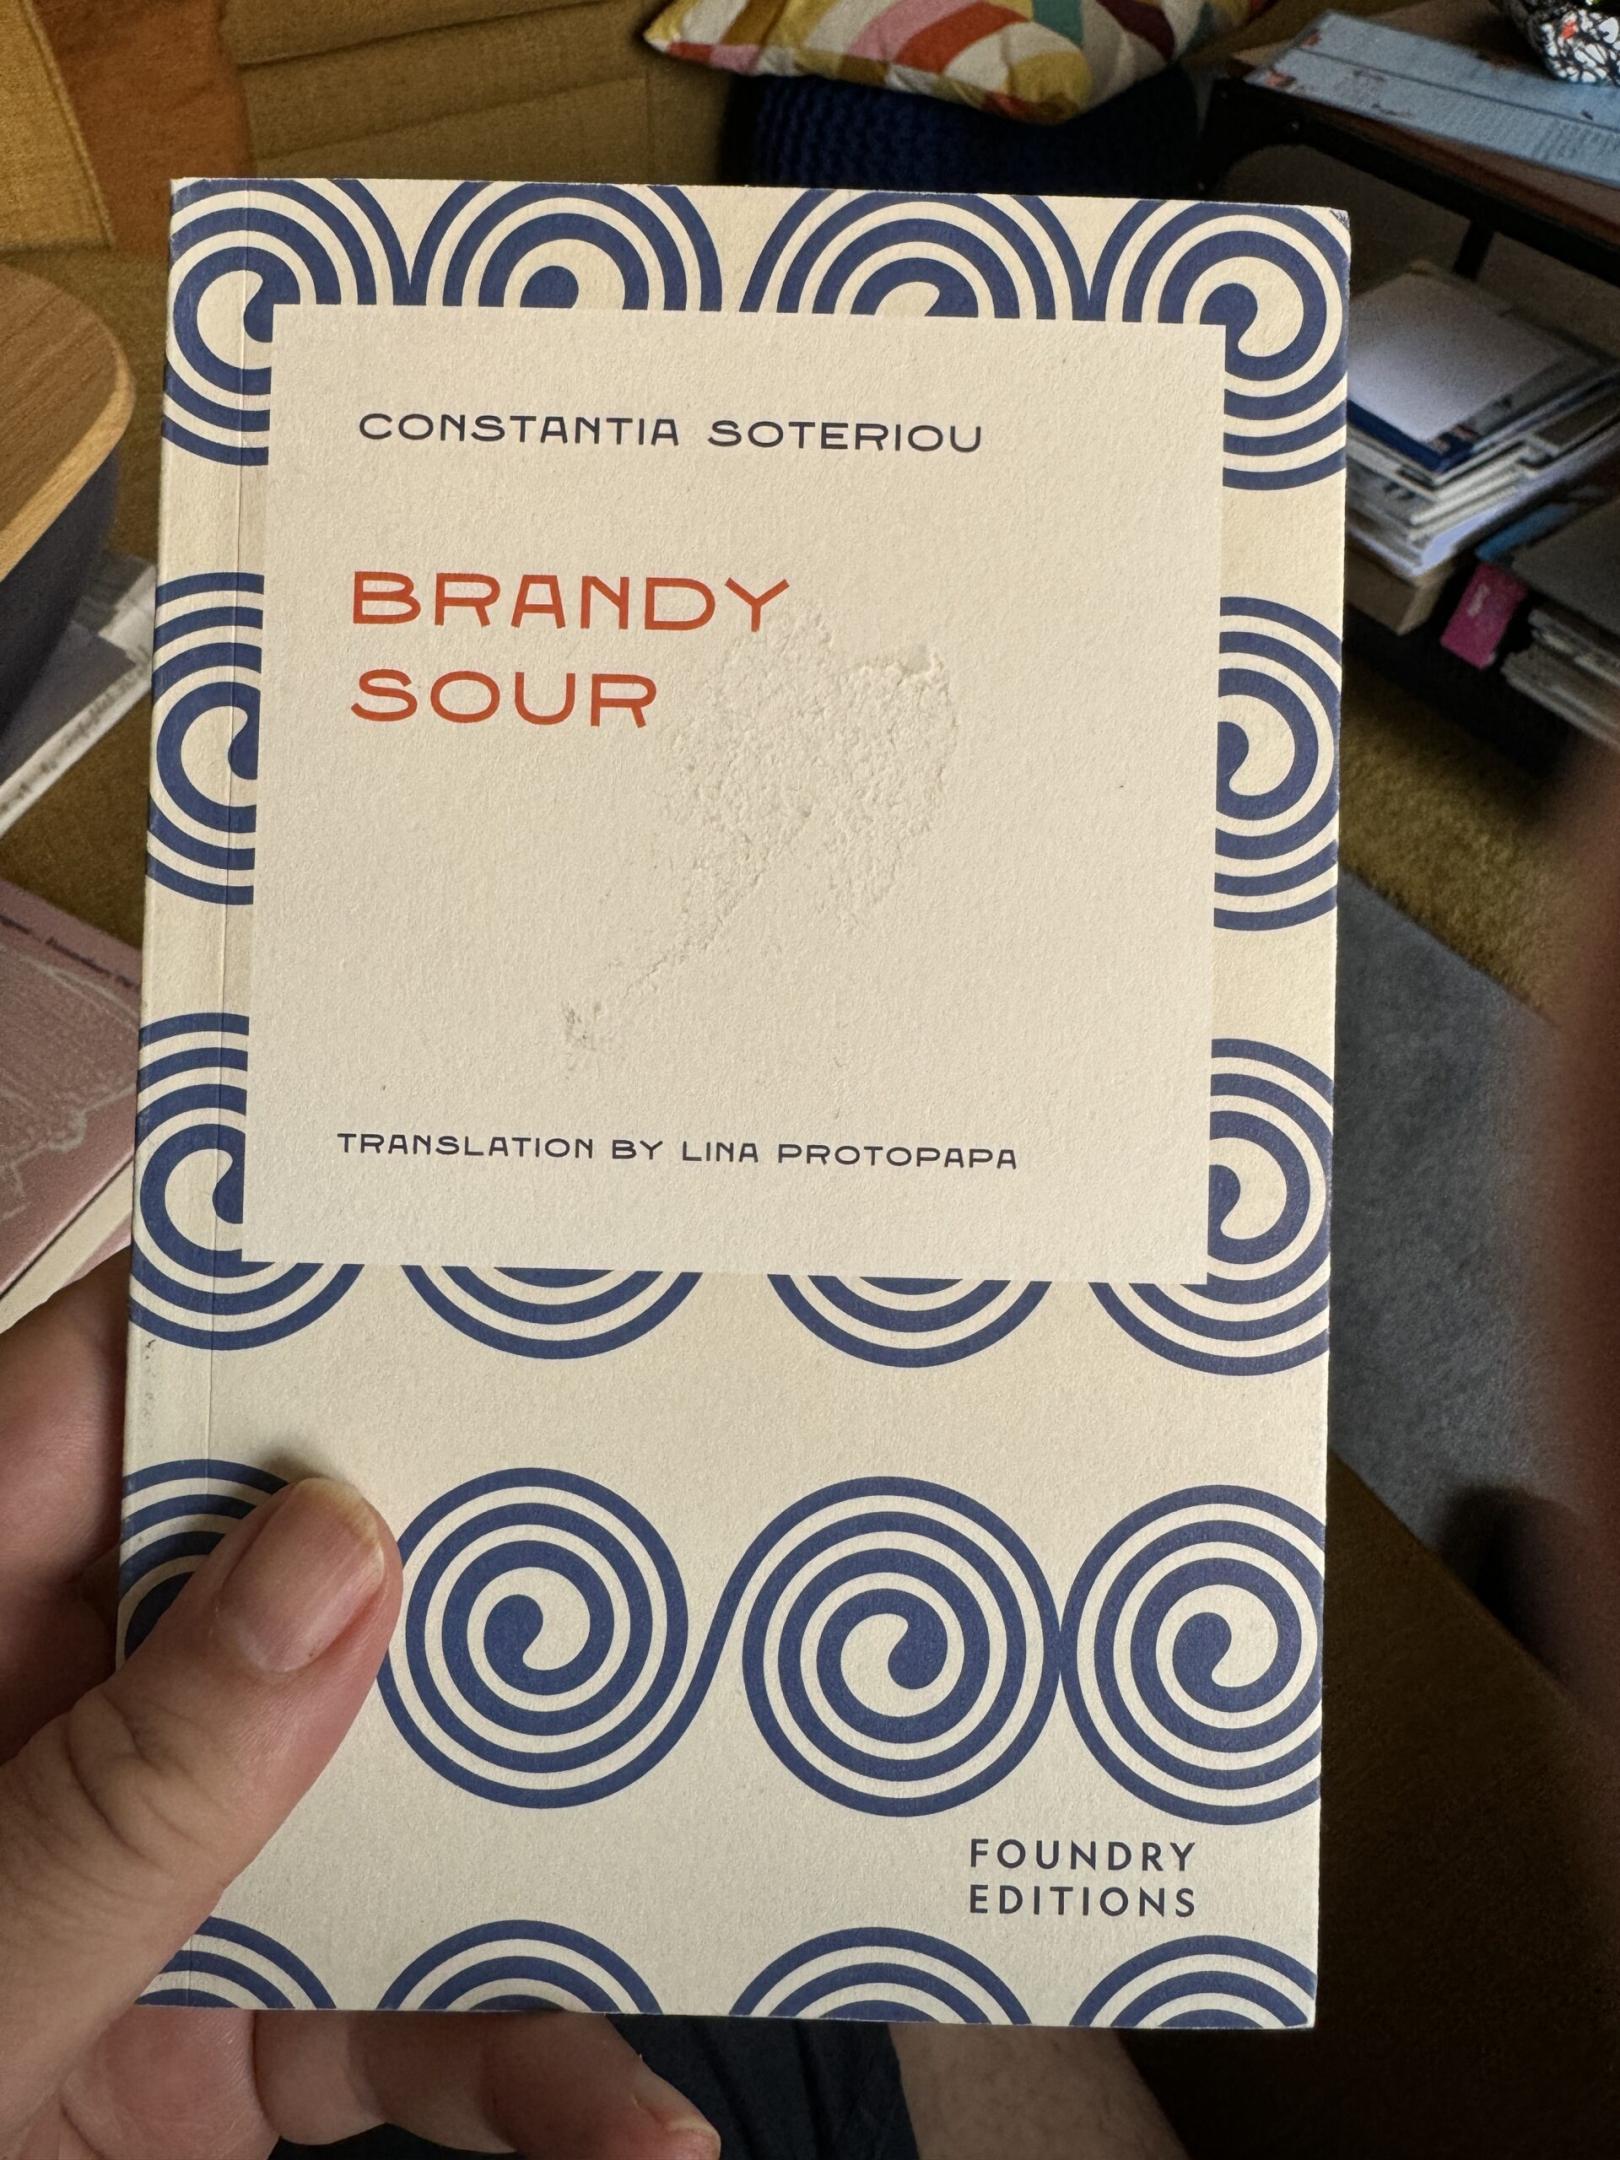 CONSTANTIA SOTERIOU
BRANDY
SOUR
TRANSLATION BY LINA PROTOPAPA
FOUNDRY
EDITIONS